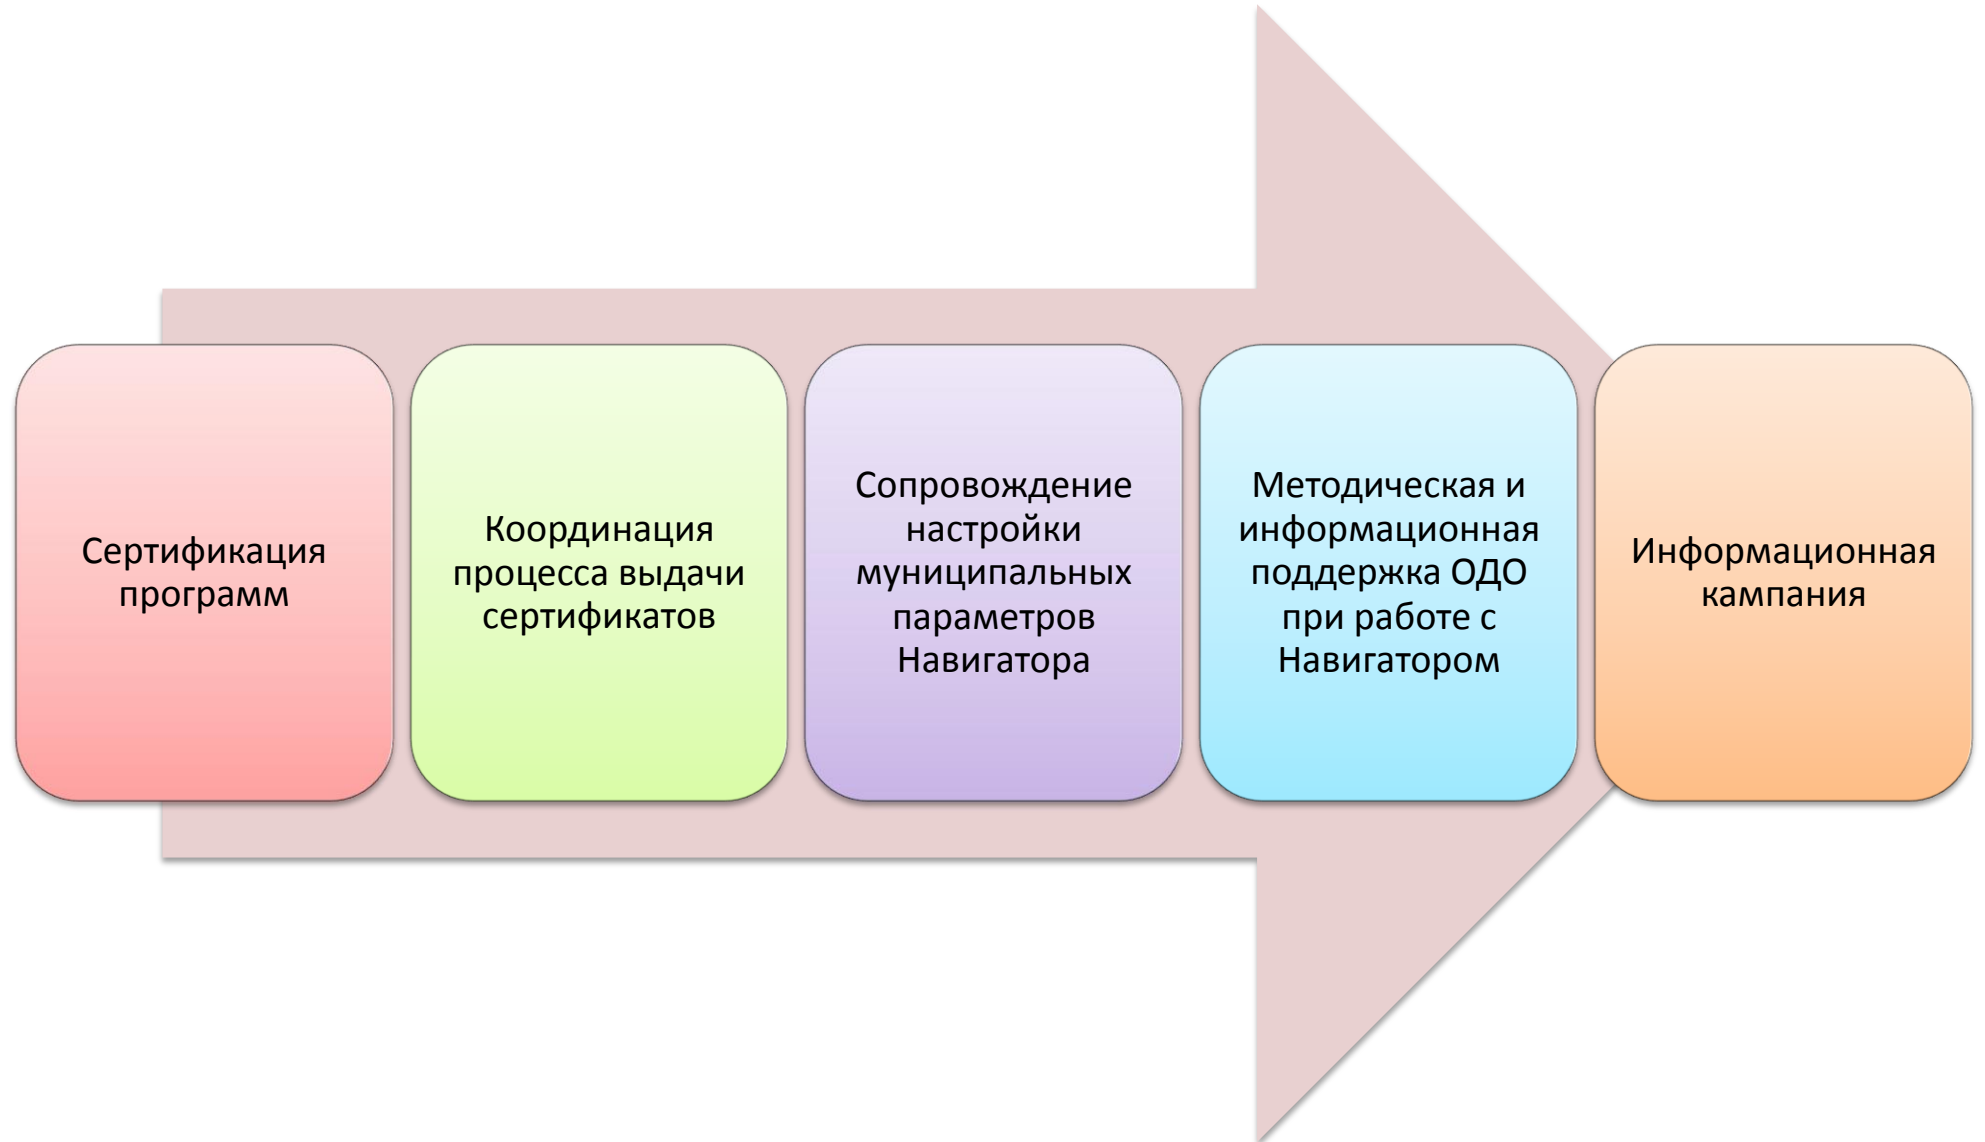 Сертификация
программ
Координация
процесса выдачи
сертификатов
Сопровождение
настройки
муниципальных
параметров
Навигатора
Методическая и
информационная
поддержка ОДО
при работе с
Навигатором
Информационная
кампания